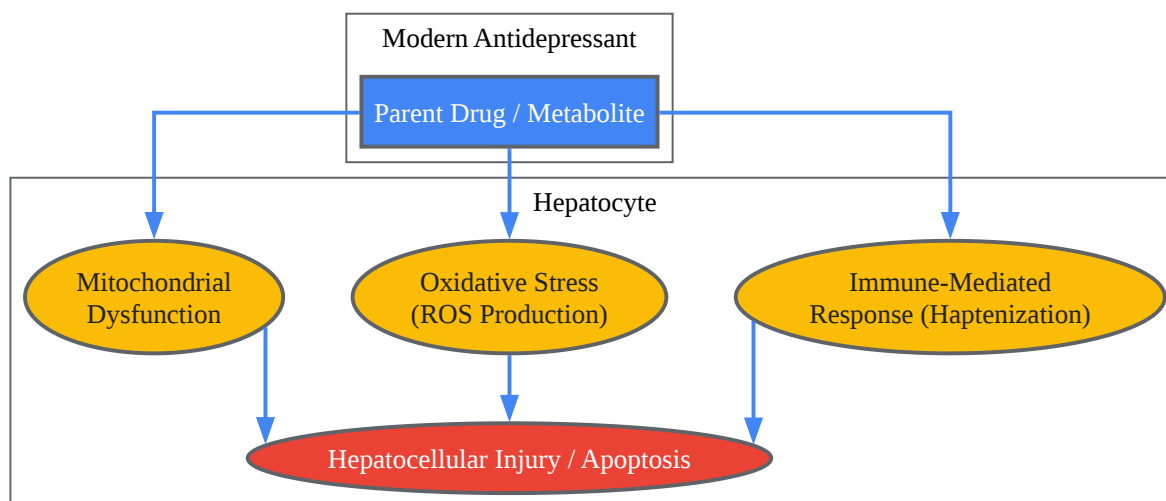 Modern Antidepressant
Parent Drug / Metabolite
Hepatocyte
Mitochondrial
Dysfunction
Oxidative Stress
(ROS Production)
Immune-Mediated
Response (Haptenization)
Hepatocellular Injury / Apoptosis